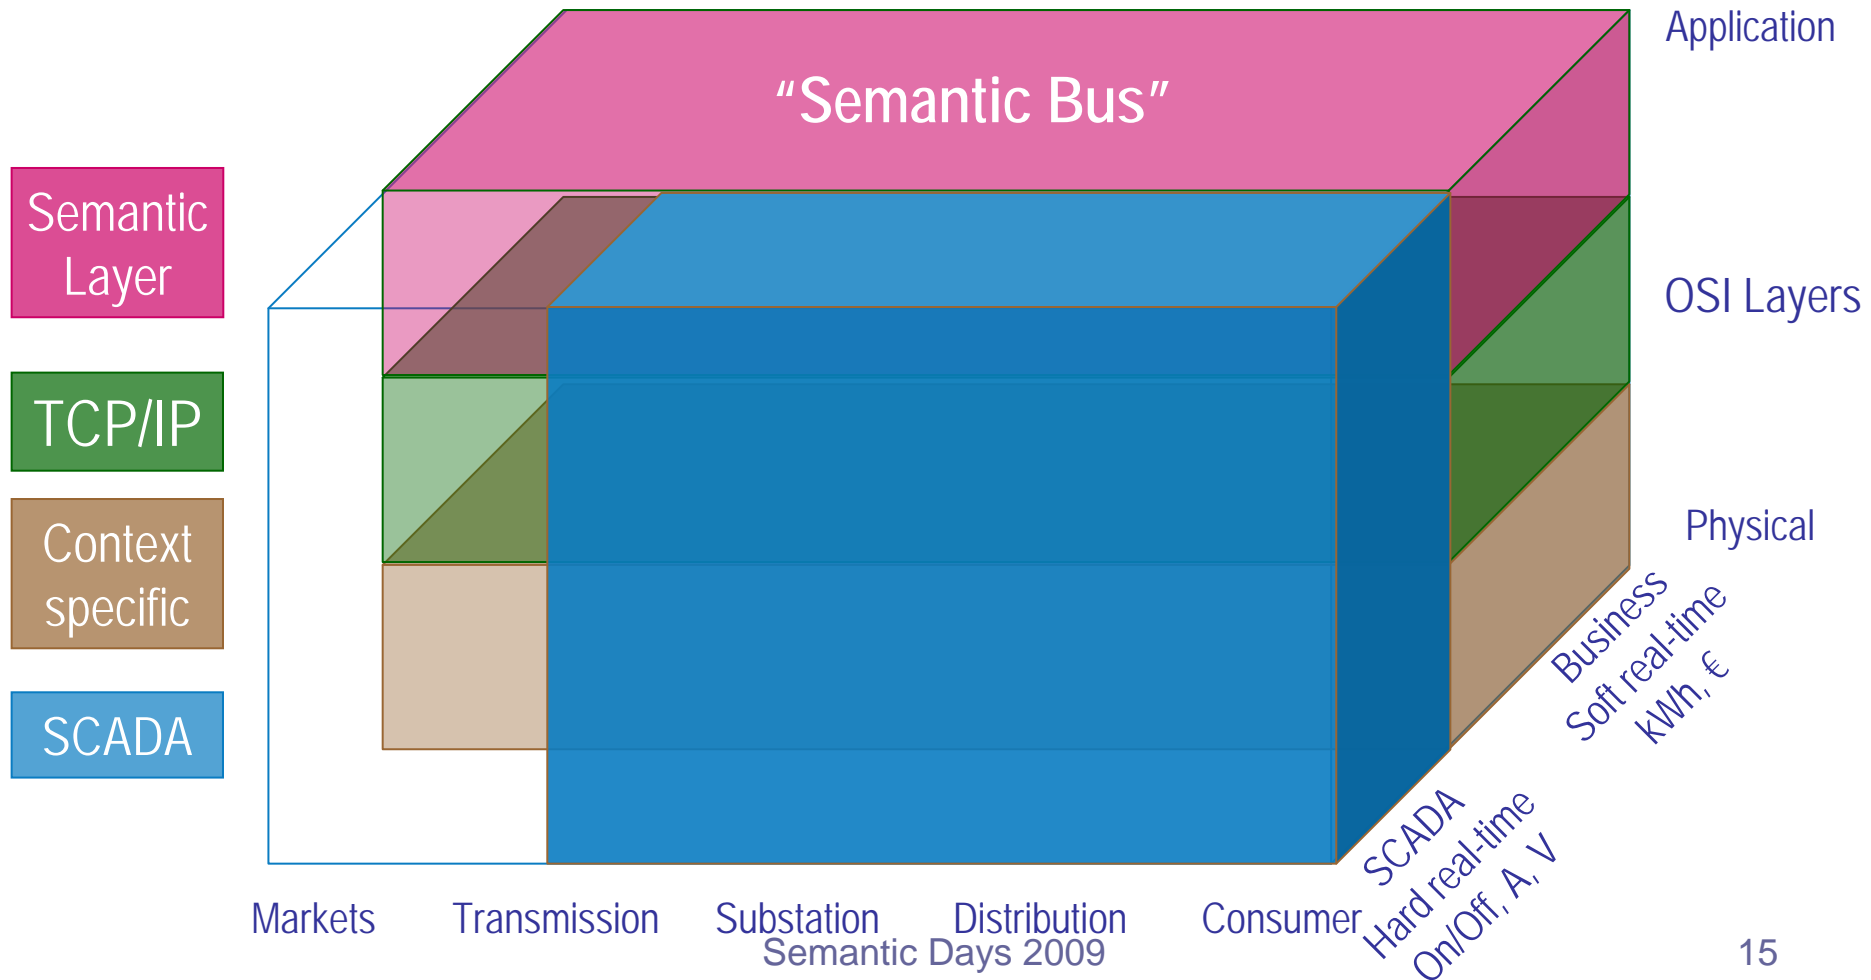 Application
“Semantic Bus”
Semantic
Layer
OSI Layers
TCP/IP
Context
specific
Physical
Business
Soft real-time
kWh, €
SCADA
SCADA
Hard real-time
On/Off, A, V
Markets
Transmission
Substation
Distribution
Consumer
Semantic Days 2009
15